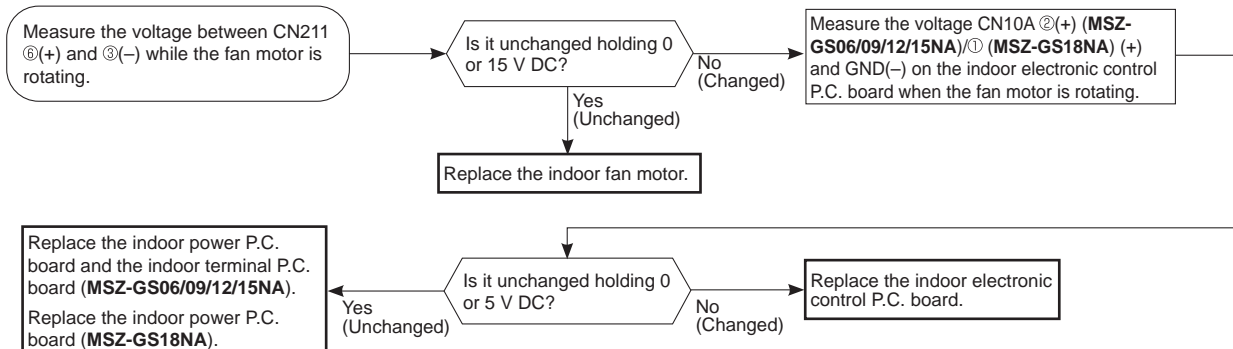 Measure the voltage between CN211
⑥(+) and ③(–) while the fan motor is
rotating.
Is it unchanged holding 0
or 15 V DC?
No
(Changed)
Yes
(Unchanged)
Replace the indoor fan motor.
Measure the voltage CN10A ②(+) (MSZ-
GS06/09/12/15NA)/① (MSZ-GS18NA) (+)
and GND(–) on the indoor electronic control
P.C. board when the fan motor is rotating.
Is it unchanged holding 0
or 5 V DC?
Yes
(Unchanged)
Replace the indoor power P.C.
board and the indoor terminal P.C.
board (MSZ-GS06/09/12/15NA).
Replace the indoor power P.C.
board (MSZ-GS18NA).
No
(Changed)
Replace the indoor electronic
control P.C. board.